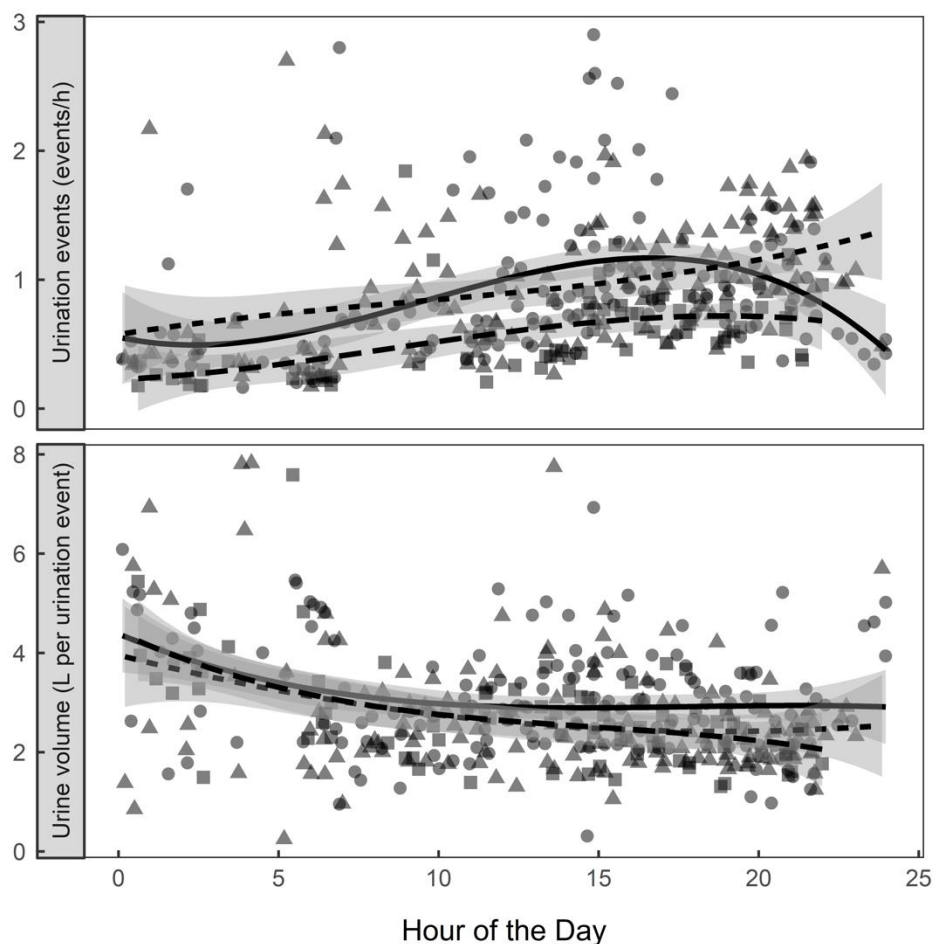 Urination events (events/h)
3
2
1
0
Urine volume (L per urination event)
8
6
4
2
0
0 5 10 15 20 25
Hour of the Day